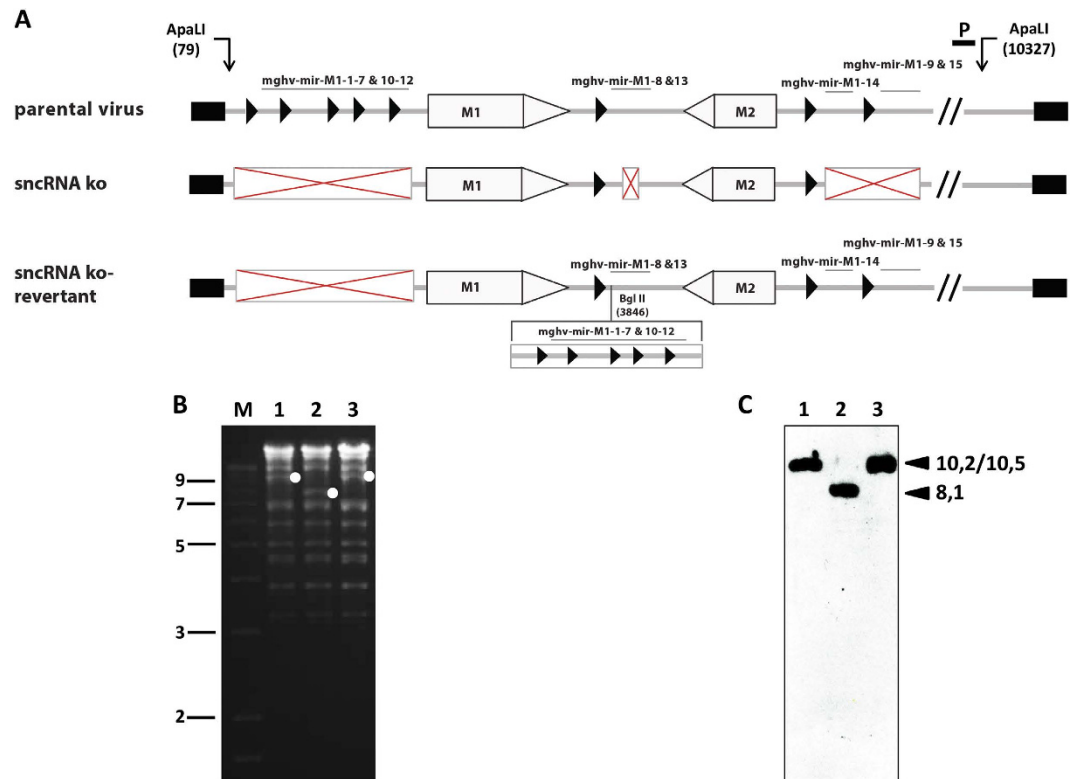 A
ApaLI
(79)
P
ApaLI
(10327)
mghv-mir-M1-1-7 & 10-12
mghv-mir-M1-8 &13
mghv-mir-M1-9 & 15
mghv-mir-M1-14
parental virus
M1
M2
sncRNA ko
M1
M2
mghv-mir-M1-9 & 15
mghv-mir-M1-8 &13
mghv-mir-M1-14
sncRNA ko-
revertant
M1
M2
Bgl II
(3846)
mghv-mir-M1-1-7 & 10-12
B
M 1 2 3
9
7
5
3
2
C
1 2 3
10,2/10,5
8,1